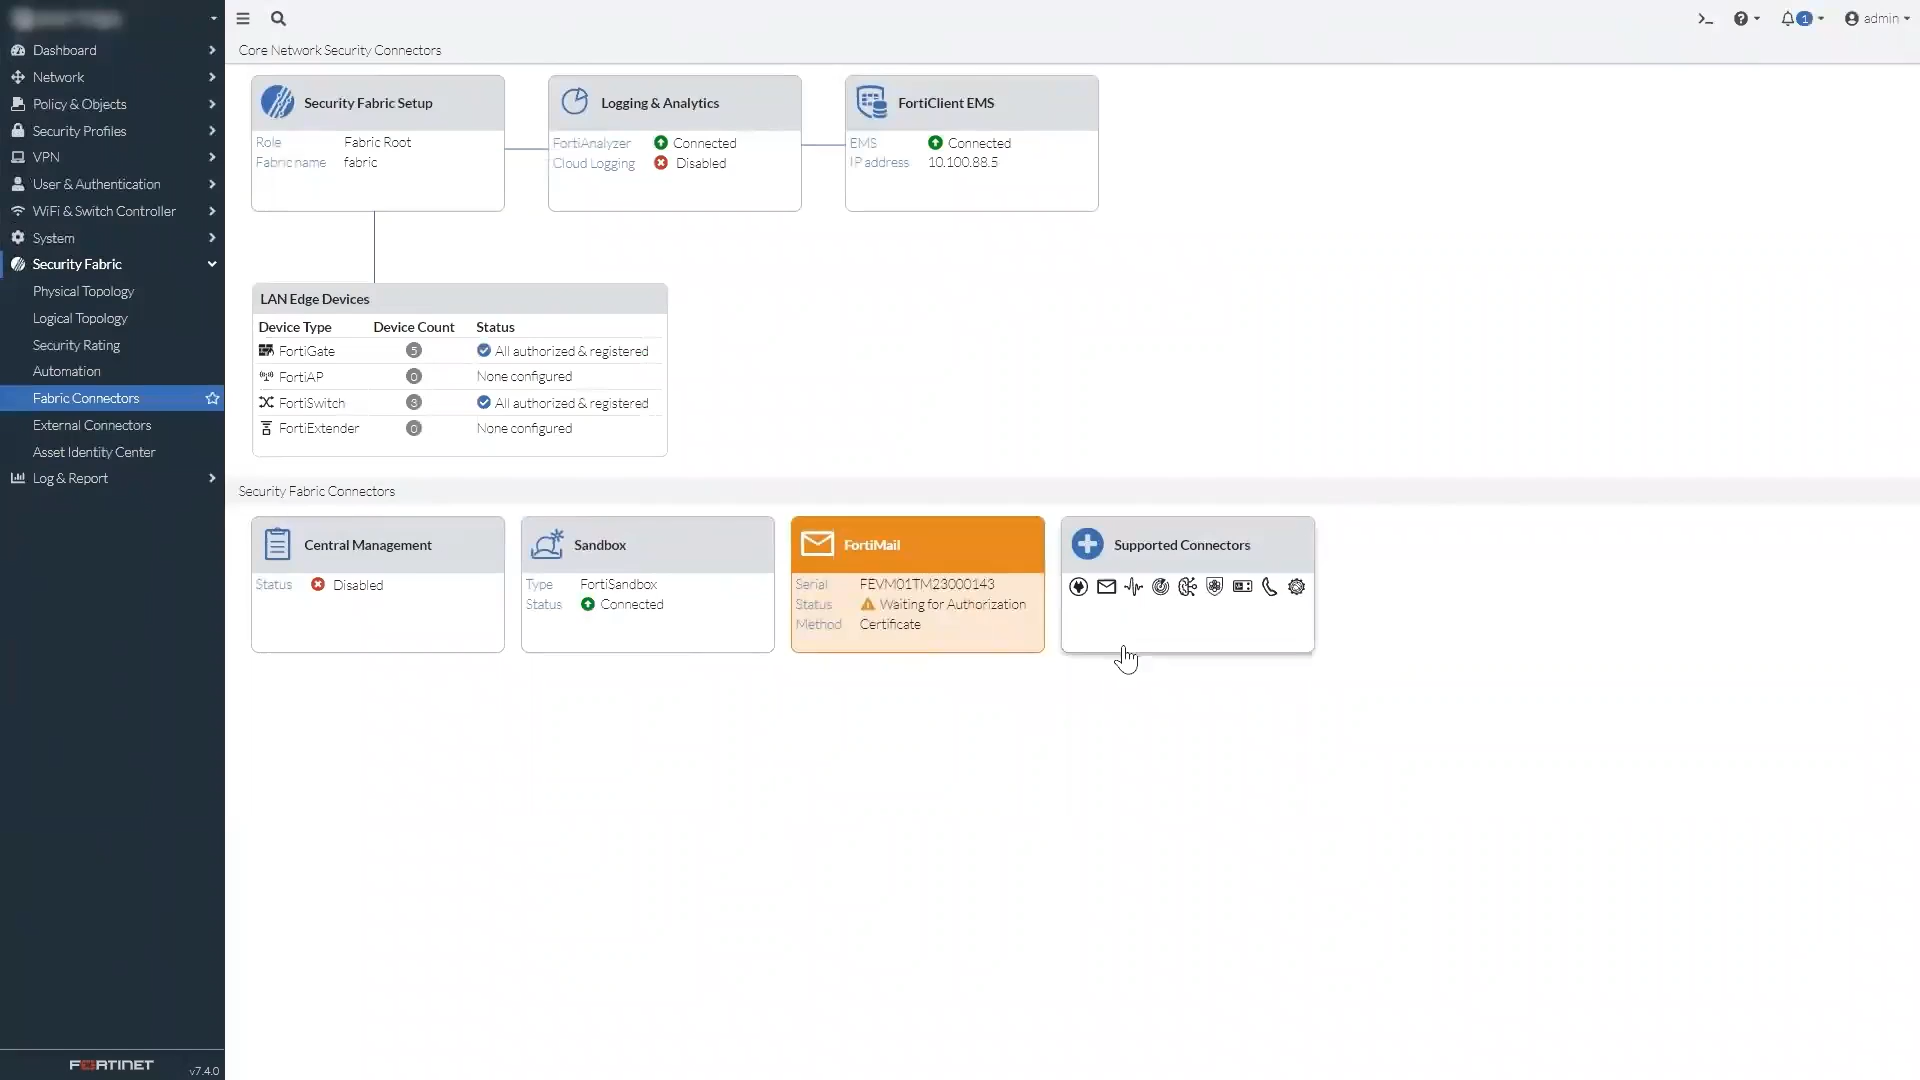 admin
1
Dashboard
Network
Policy & Objects
Security Profiles
VPN
User & Authentication
WiFi & Switch Controller
System
Security Fabric
Physical Topology
Logical Topology
Security Rating
Automation
Fabric Connectors
External Connectors
Asset Identity Center
Log & Report
FORTINET
v7.4.0
Core Network Security Connectors
Security Fabric Setup
Role Fabric Root
Fabric name fabric
Logging & Analytics
FortiAnalyzer Connected
Cloud Logging Disabled
FortiClient EMS
EMS Connected
IP address 10.100.88.5
LAN Edge Devices
Device Type Device Count Status
FortiGate 5 All authorized & registered
FortiAP 0 None configured
FortiSwitch 3 All authorized & registered
FortiExtender 0 None configured
Security Fabric Connectors
Central Management
Status Disabled
Sandbox
Type FortiSandbox
Status Connected
FortiMail
Serial FEVM01TM23000143
Status Waiting for Authorization
Method Certificate
Supported Connectors